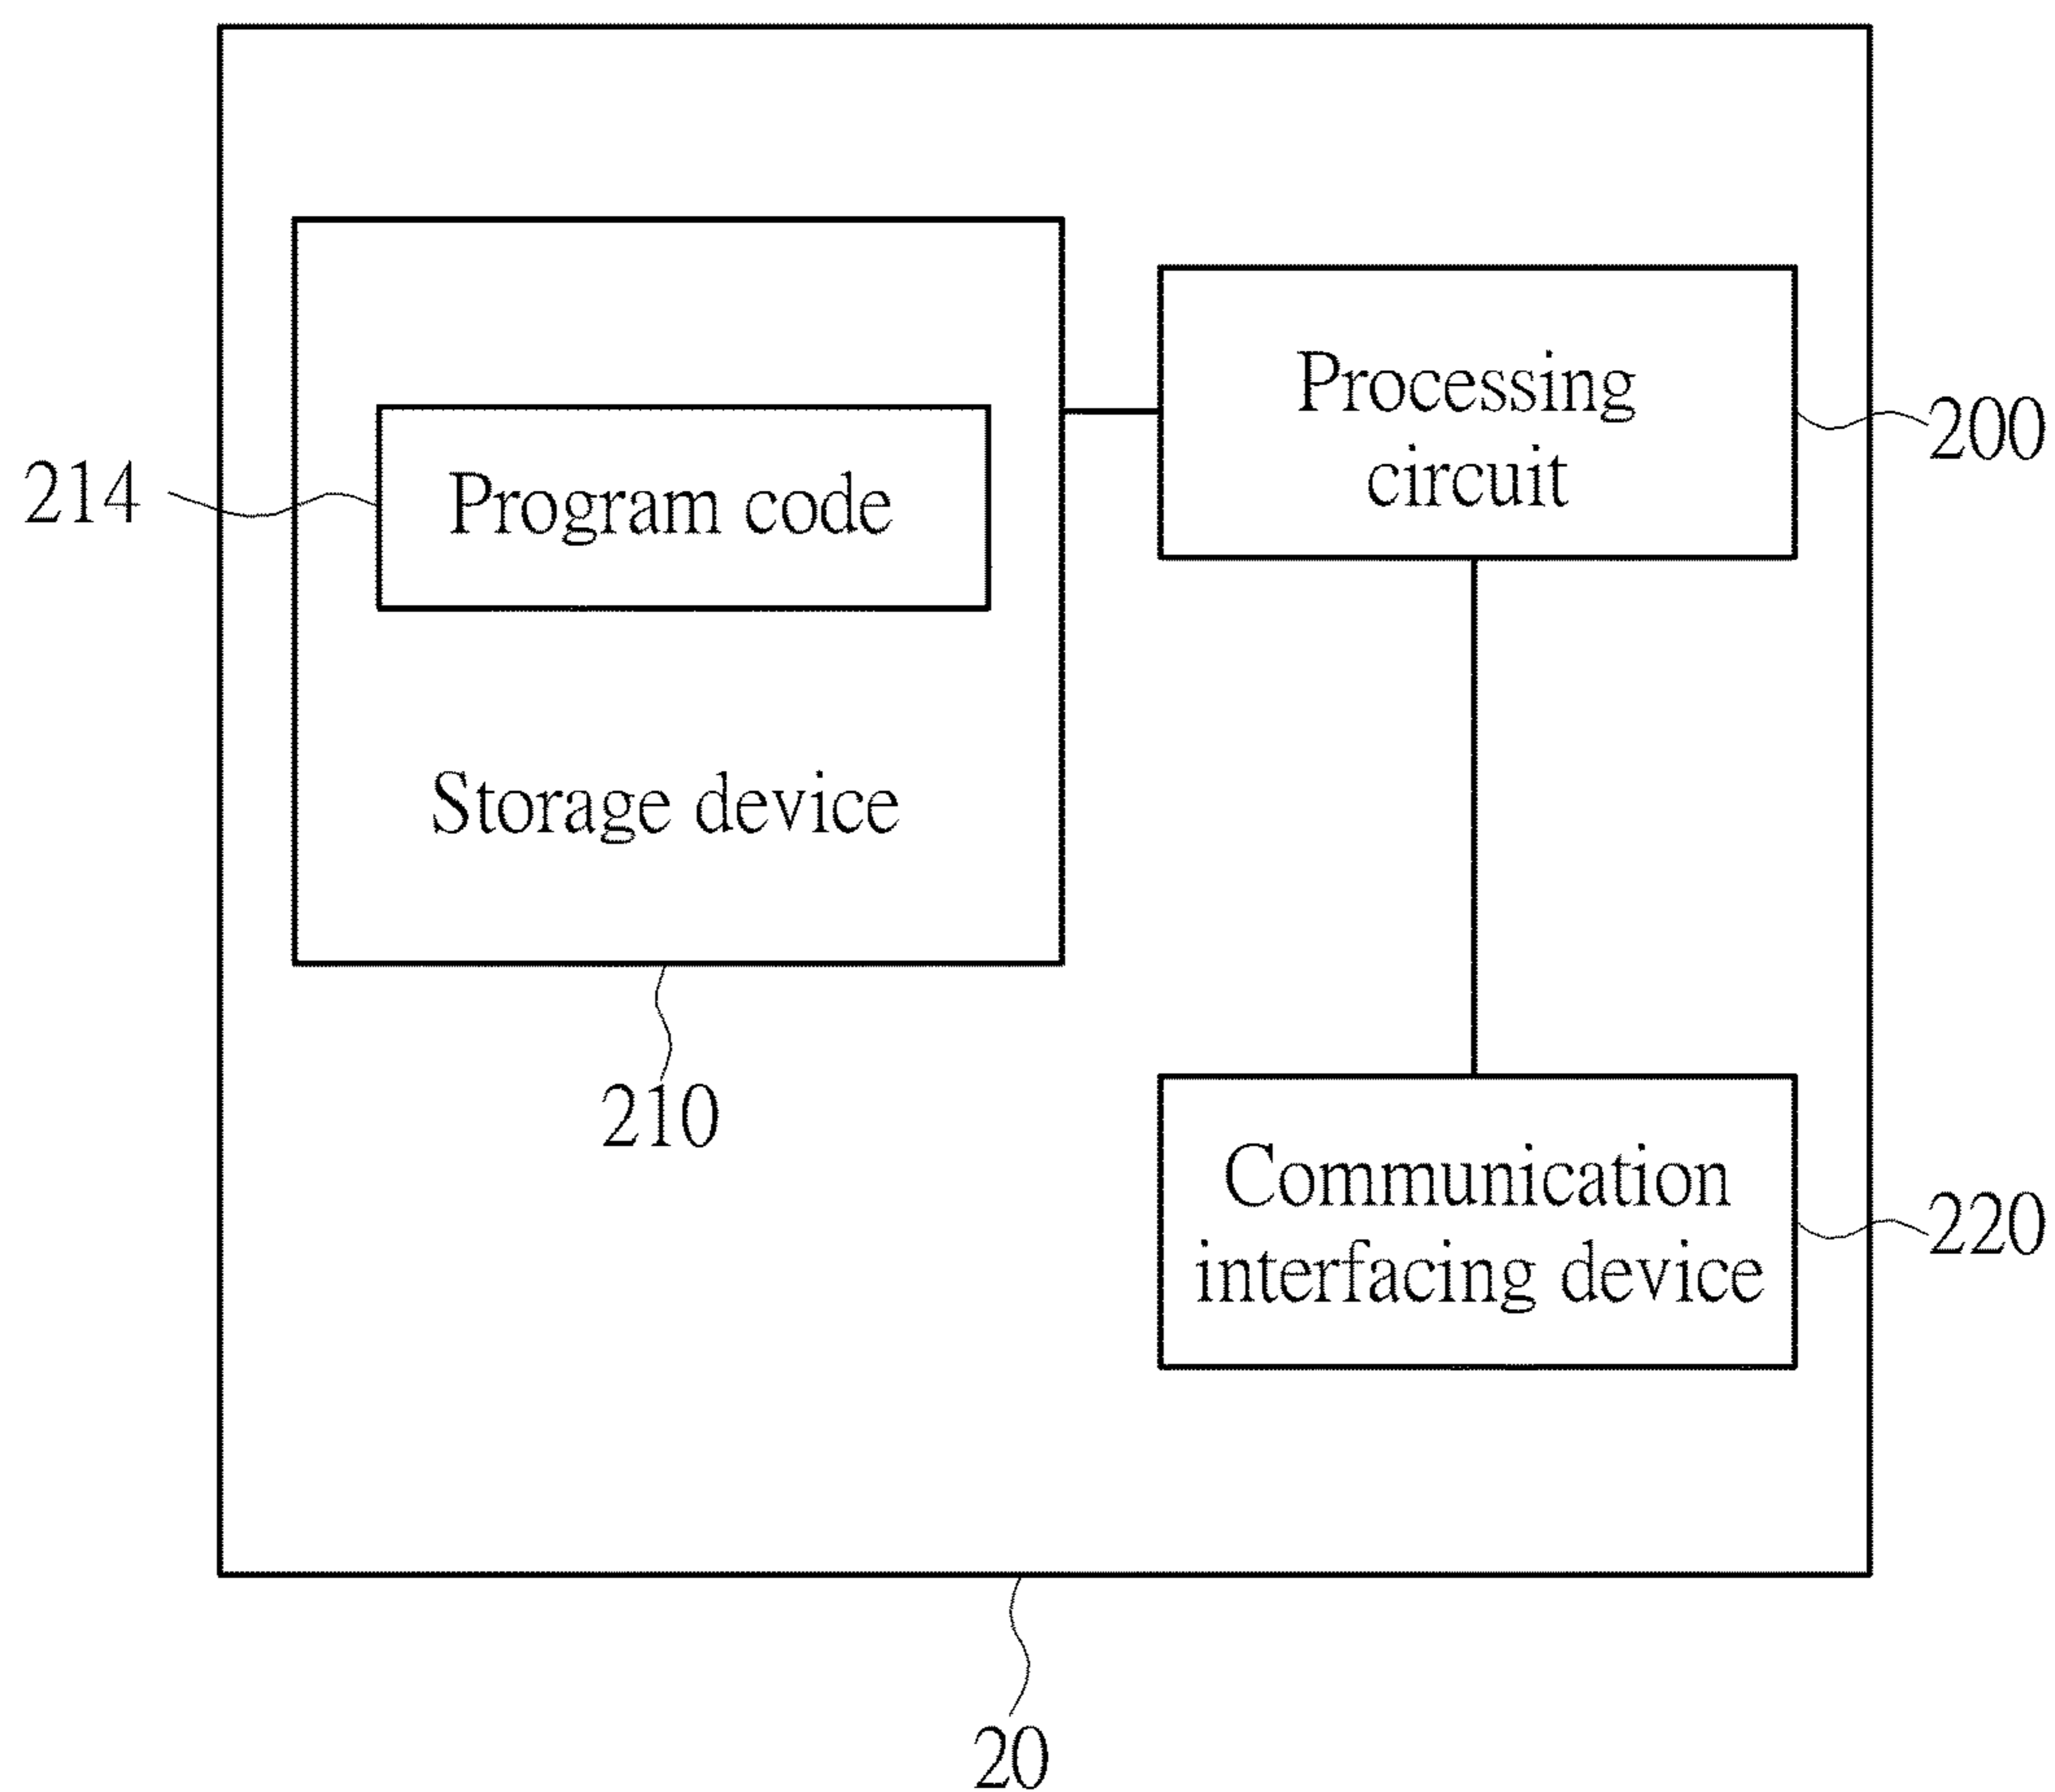 Processing
circuit
200
214
Program code
Storage device
210
Communication
interfacing device
220
20